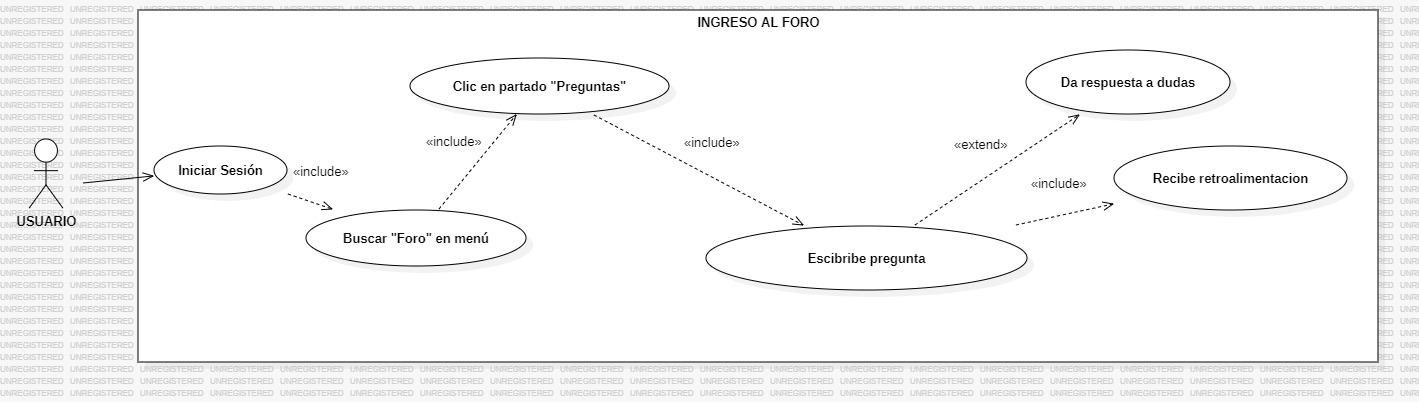 INGRESO AL FORO
Clic en partado "Preguntas"
Da respuesta a dudas
«include»
«include»
«extend»
Iniciar Sesión
«include»
«include»
Recibe retroalimentacion
USUARIO
Buscar "Foro" en menú
Escibribe pregunta
UNREGISTERED